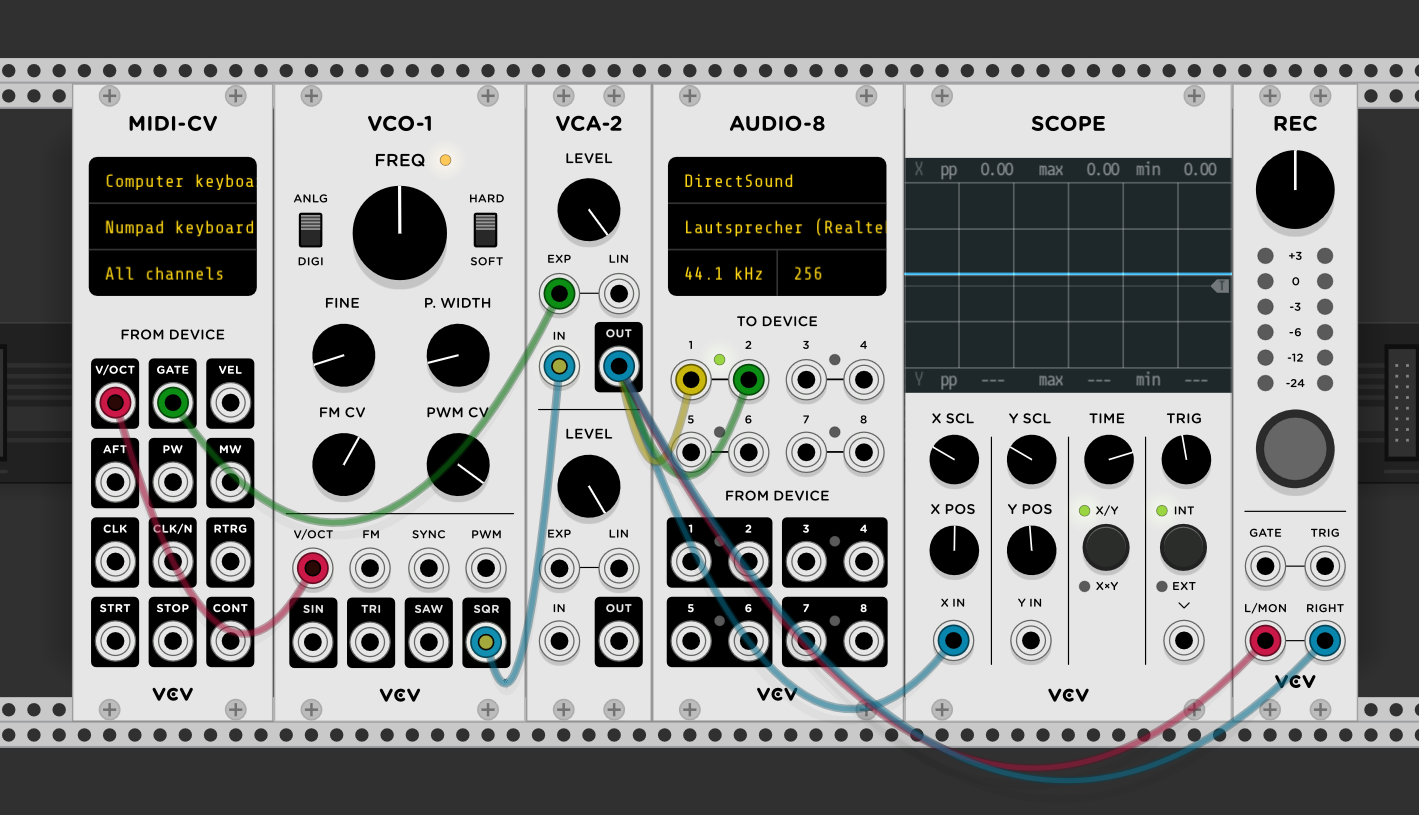 MIDI-CV
Computer keyboa
Numpad keyboard
All channels
FROM DEVICE
V/OCT GATE VEL
AFT PW MW
CLK CLK/N RTRG
STRT STOP CONT
VCV
VCO-1
FREQ
ANLG HARD
DIGI SOFT
FINE P. WIDTH
FM CV PWM CV
V/OCT FM SYNC PWM
SIN TRI SAW SQR
VCV
VCA-2
LEVEL
EXP LIN
IN OUT
LEVEL
EXP LIN
IN OUT
AUDIO-8
DirectSound
Lautsprecher (Realte
44.1 kHz 256
TO DEVICE
1 2 3 4
5 6 7 8
FROM DEVICE
1 2 3 4
5 6 7 8
VCV
SCOPE
X pp 0.00 max 0.00 min 0.00
T
Y pp --- max --- min ---
X SCL Y SCL TIME TRIG
X POS Y POS X/Y INT
X×Y EXT
X IN Y IN
VCV
REC
+3
0
-3
-6
-12
-24
GATE TRIG
L/MON RIGHT
VCV